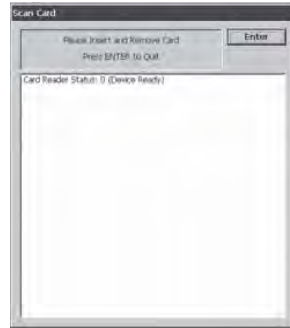 Scan Card
Please Insert and Remove Card
Enter
Press ENTER to Quit
Card Reader Status: 0 (Device Ready)